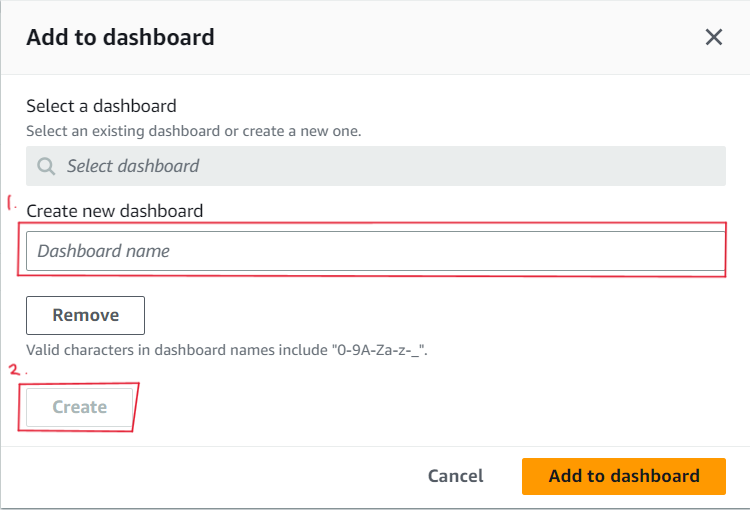 Add to dashboard
Select a dashboard
Select an existing dashboard or create a new one.
Select dashboard
1.
Create new dashboard
Dashboard name
Remove
Valid characters in dashboard names include "0-9A-Za-z-_".
2.
Create
Cancel
Add to dashboard